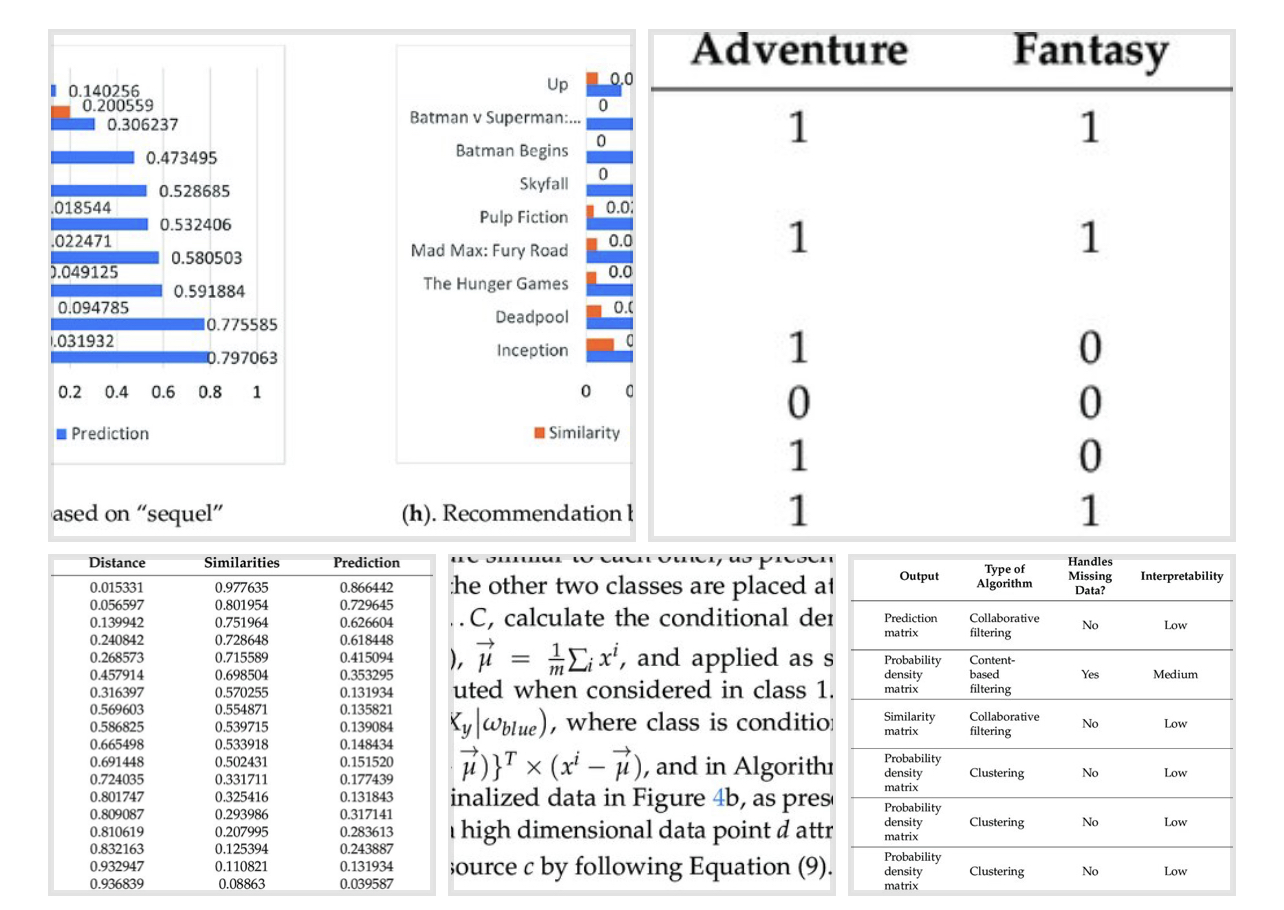 0.140256
0.200559
0.306237
0.473495
0.528685
.018544
0.532406
.022471
0.580503
0.049125
0.591884
0.094785
0.775585
.031932
0.797063
0.2 0.4 0.6 0.8 1
Prediction
ased on “sequel”
Up 0.0
Batman v Superman:... 0
Batman Begins 0
Skyfall 0
Pulp Fiction 0.02
Mad Max: Fury Road 0.0
The Hunger Games 0.0
Deadpool 0.0
Inception 0
0 0
Similarity
(h). Recommendation b
Adventure Fantasy
1 1
1 1
1 0
0 0
1 0
1 1
Distance Similarities Prediction
0.015331 0.977635 0.866442
0.056597 0.801954 0.729645
0.139942 0.751964 0.626604
0.240842 0.728648 0.618448
0.268573 0.715589 0.415094
0.457914 0.698504 0.353295
0.316397 0.570255 0.131934
0.569603 0.554871 0.135821
0.586825 0.539715 0.139084
0.665498 0.533918 0.148434
0.691448 0.502431 0.151520
0.724035 0.331711 0.177439
0.801747 0.325416 0.131843
0.809087 0.293986 0.317141
0.810619 0.207995 0.283613
0.832163 0.125394 0.243887
0.932947 0.110821 0.131934
0.936839 0.08863 0.039587
are similar to each other, as presen
the other two classes are placed at
. . C, calculate the conditional den
), μ⃗ = 1/m ∑ᵢ xⁱ, and applied as s
uted when considered in class 1.
X_y|ω_blue), where class is conditio
μ⃗)}ᵀ × (xⁱ − μ⃗), and in Algorithm
inalized data in Figure 4b, as prese
high dimensional data point d attr
source c by following Equation (9).
Output Type of Algorithm Handles Missing Data? Interpretability
Prediction matrix Collaborative filtering No Low
Probability density matrix Content-based filtering Yes Medium
Similarity matrix Collaborative filtering No Low
Probability density matrix Clustering No Low
Probability density matrix Clustering No Low
Probability density matrix Clustering No Low